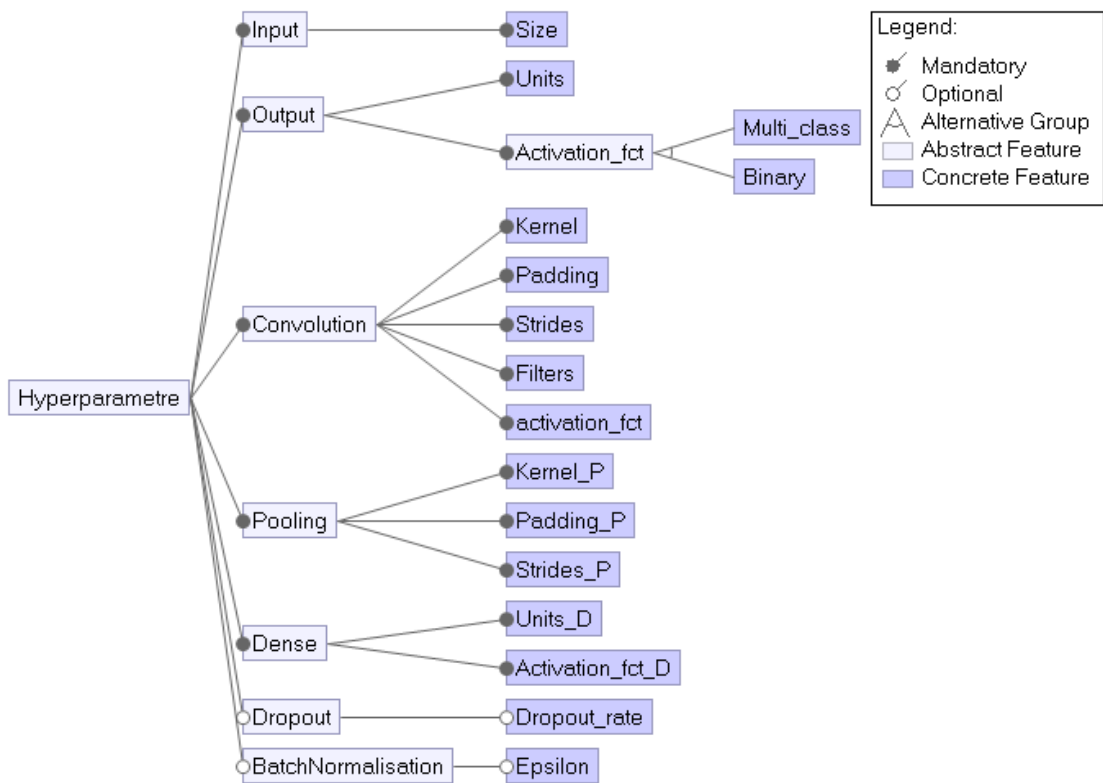 Input
Size
Units
Output
Activation_fct
Multi_class
Binary
Kernel
Padding
Convolution
Strides
Filters
activation_fct
Hyperparametre
Kernel_P
Pooling
Padding_P
Strides_P
Units_D
Dense
Activation_fct_D
Dropout
Dropout_rate
BatchNormalisation
Epsilon
Legend:
Mandatory
Optional
Alternative Group
Abstract Feature
Concrete Feature